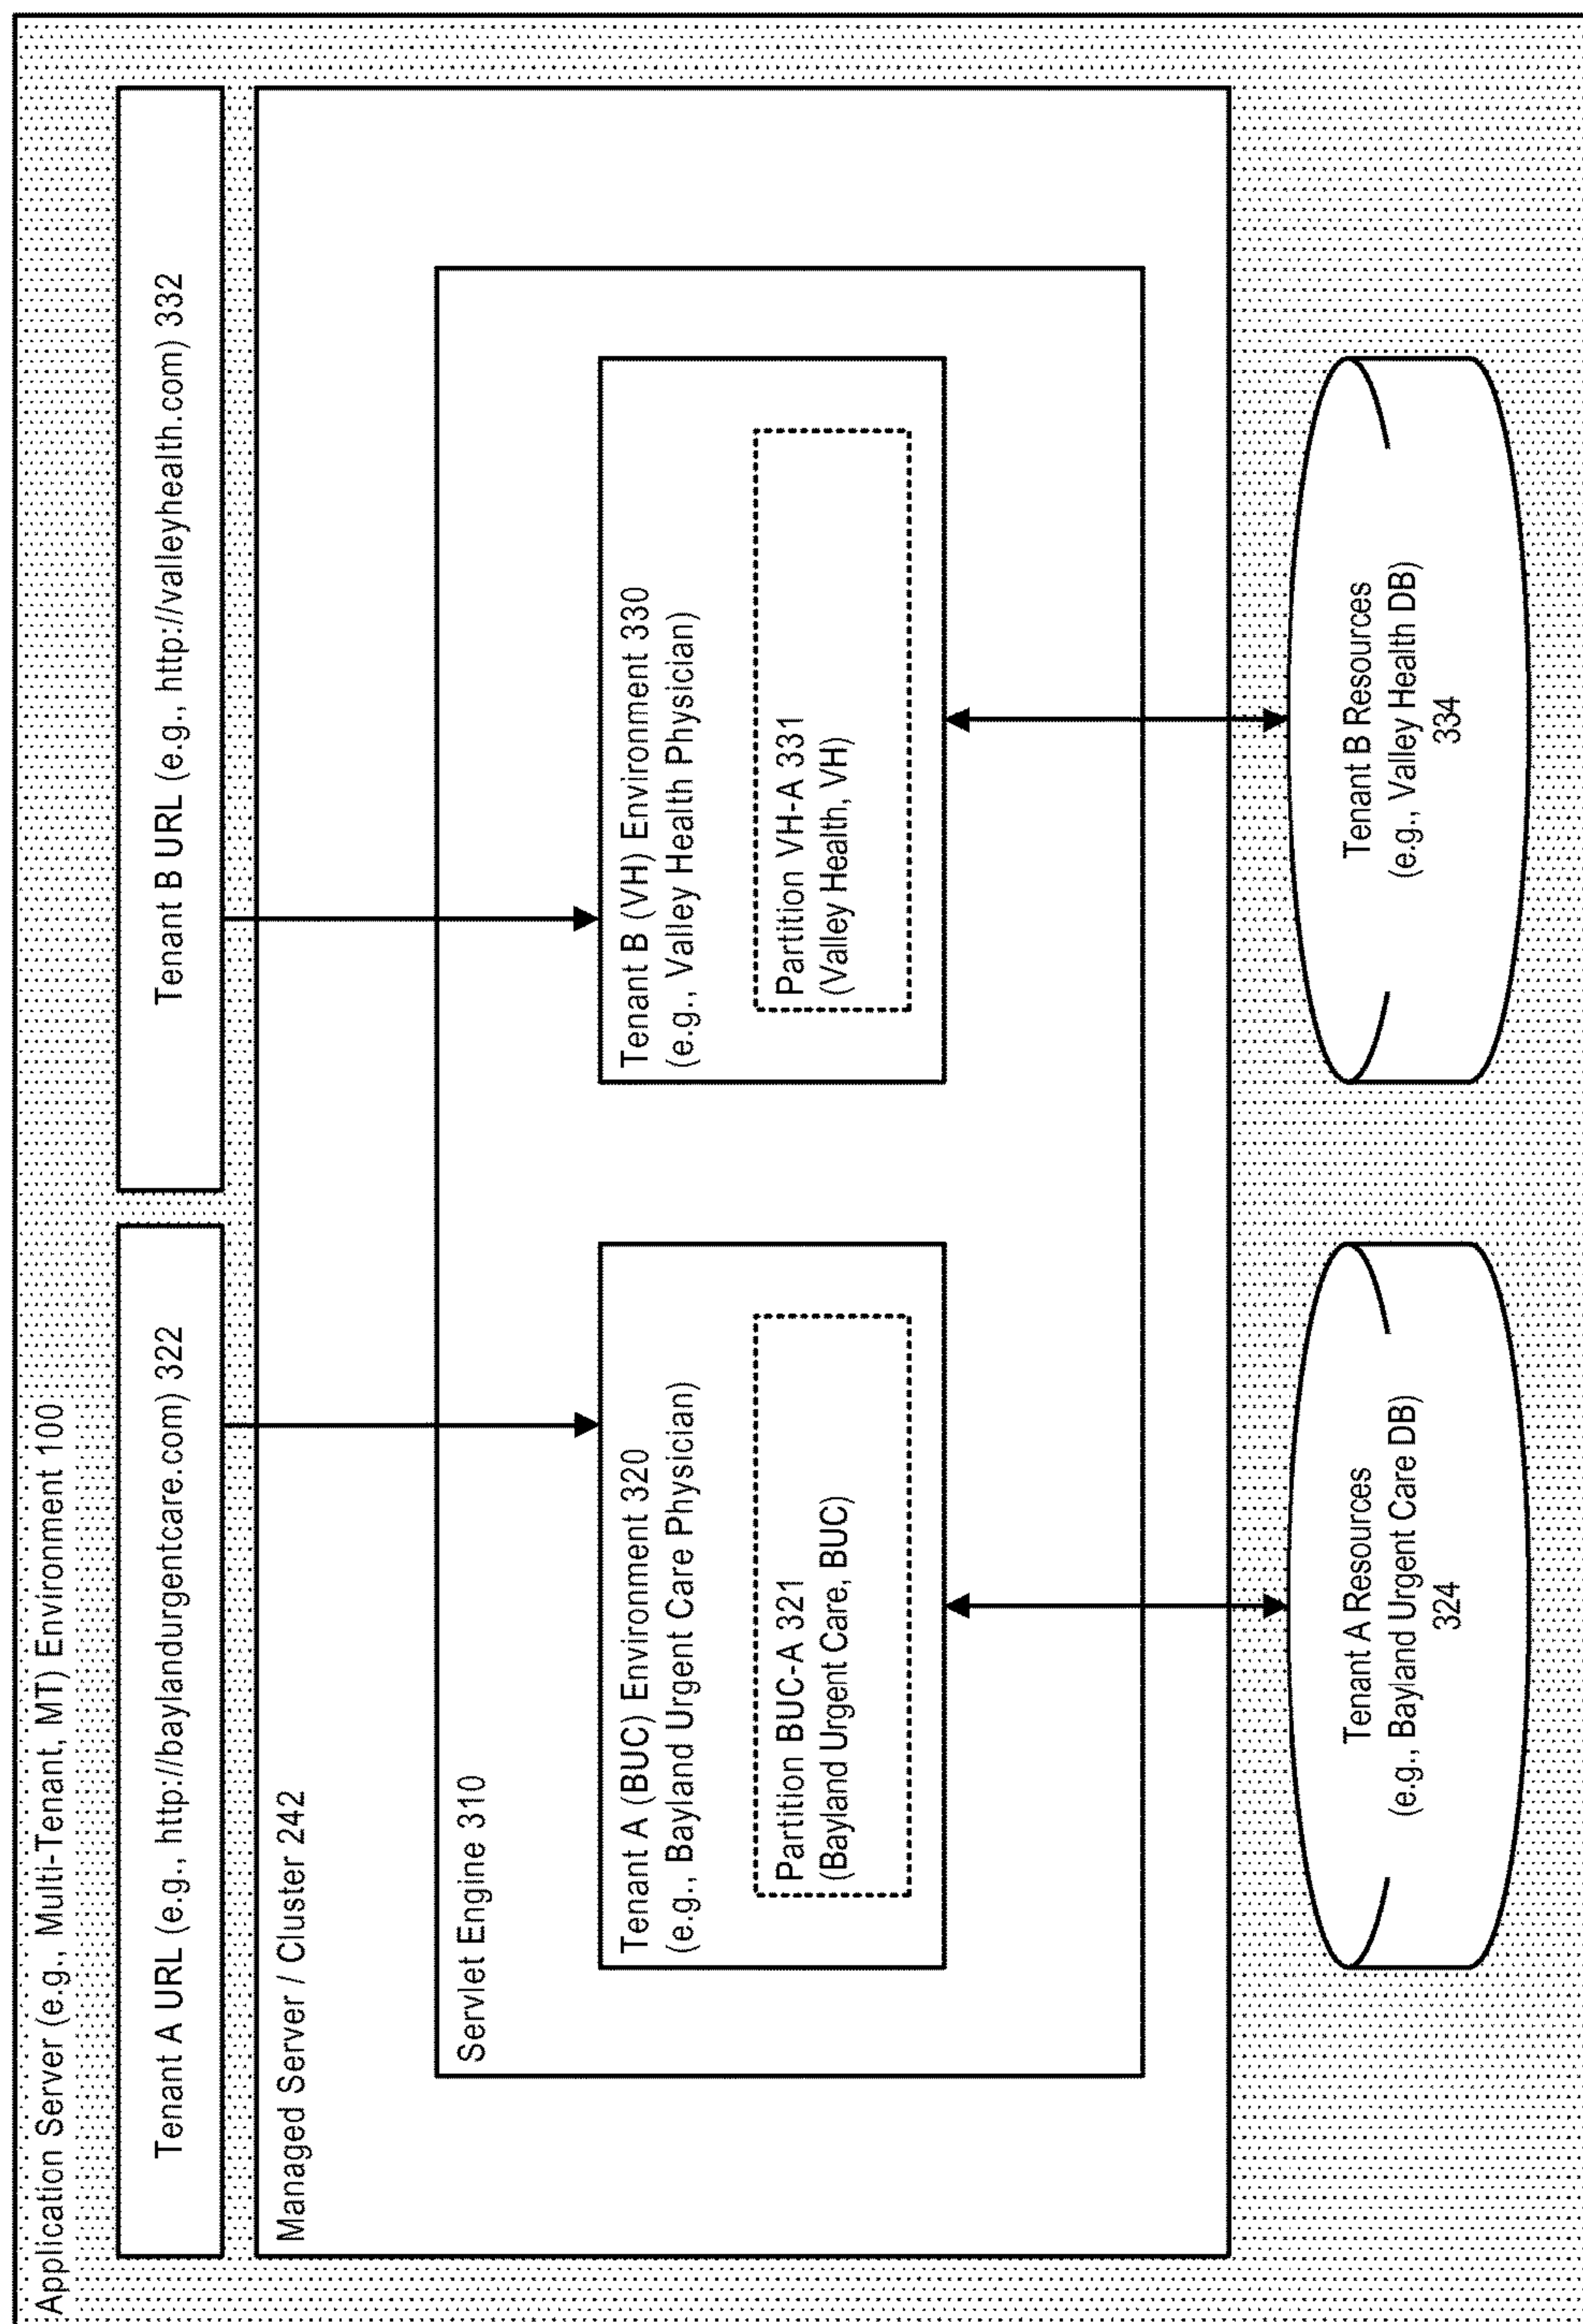 Application Server (e.g., Multi-Tenant, MT) Environment 100
Tenant A URL (e.g., http://baylandurgentcare.com) 322
Tenant B URL (e.g., http://valleyhealth.com) 332
Managed Server / Cluster 242
Servlet Engine 310
Tenant A (BUC) Environment 320
(e.g., Bayland Urgent Care Physician)
Partition BUC-A 321
(Bayland Urgent Care, BUC)
Tenant B (VH) Environment 330
(e.g., Valley Health Physician)
Partition VH-A 331
(Valley Health, VH)
Tenant A Resources
(e.g., Bayland Urgent Care DB)
324
Tenant B Resources
(e.g., Valley Health DB)
334